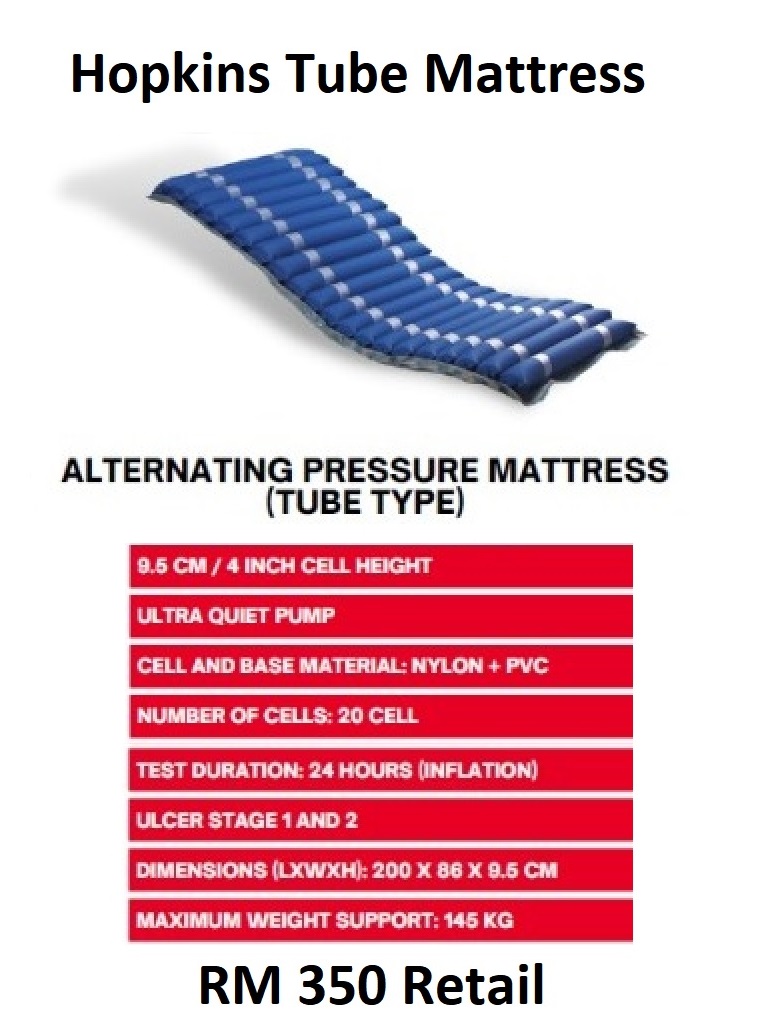 Hopkins Tube Mattress
ALTERNATING PRESSURE MATTRESS
(TUBE TYPE)
9.5 CM / 4 INCH CELL HEIGHT
ULTRA QUIET PUMP
CELL AND BASE MATERIAL: NYLON + PVC
NUMBER OF CELLS: 20 CELL
TEST DURATION: 24 HOURS (INFLATION)
ULCER STAGE 1 AND 2
DIMENSIONS (LXWXH): 200 X 86 X 9.5 CM
MAXIMUM WEIGHT SUPPORT: 145 KG
RM 350 Retail